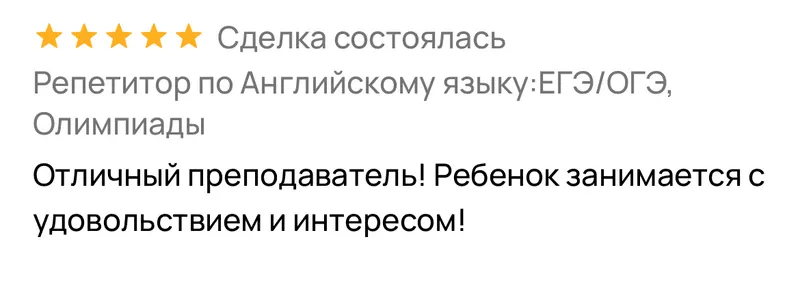 Сделка состоялась
Репетитор по Английскому языку:ЕГЭ/ОГЭ,
Олимпиады
Отличный преподаватель! Ребенок занимается с
удовольствием и интересом!